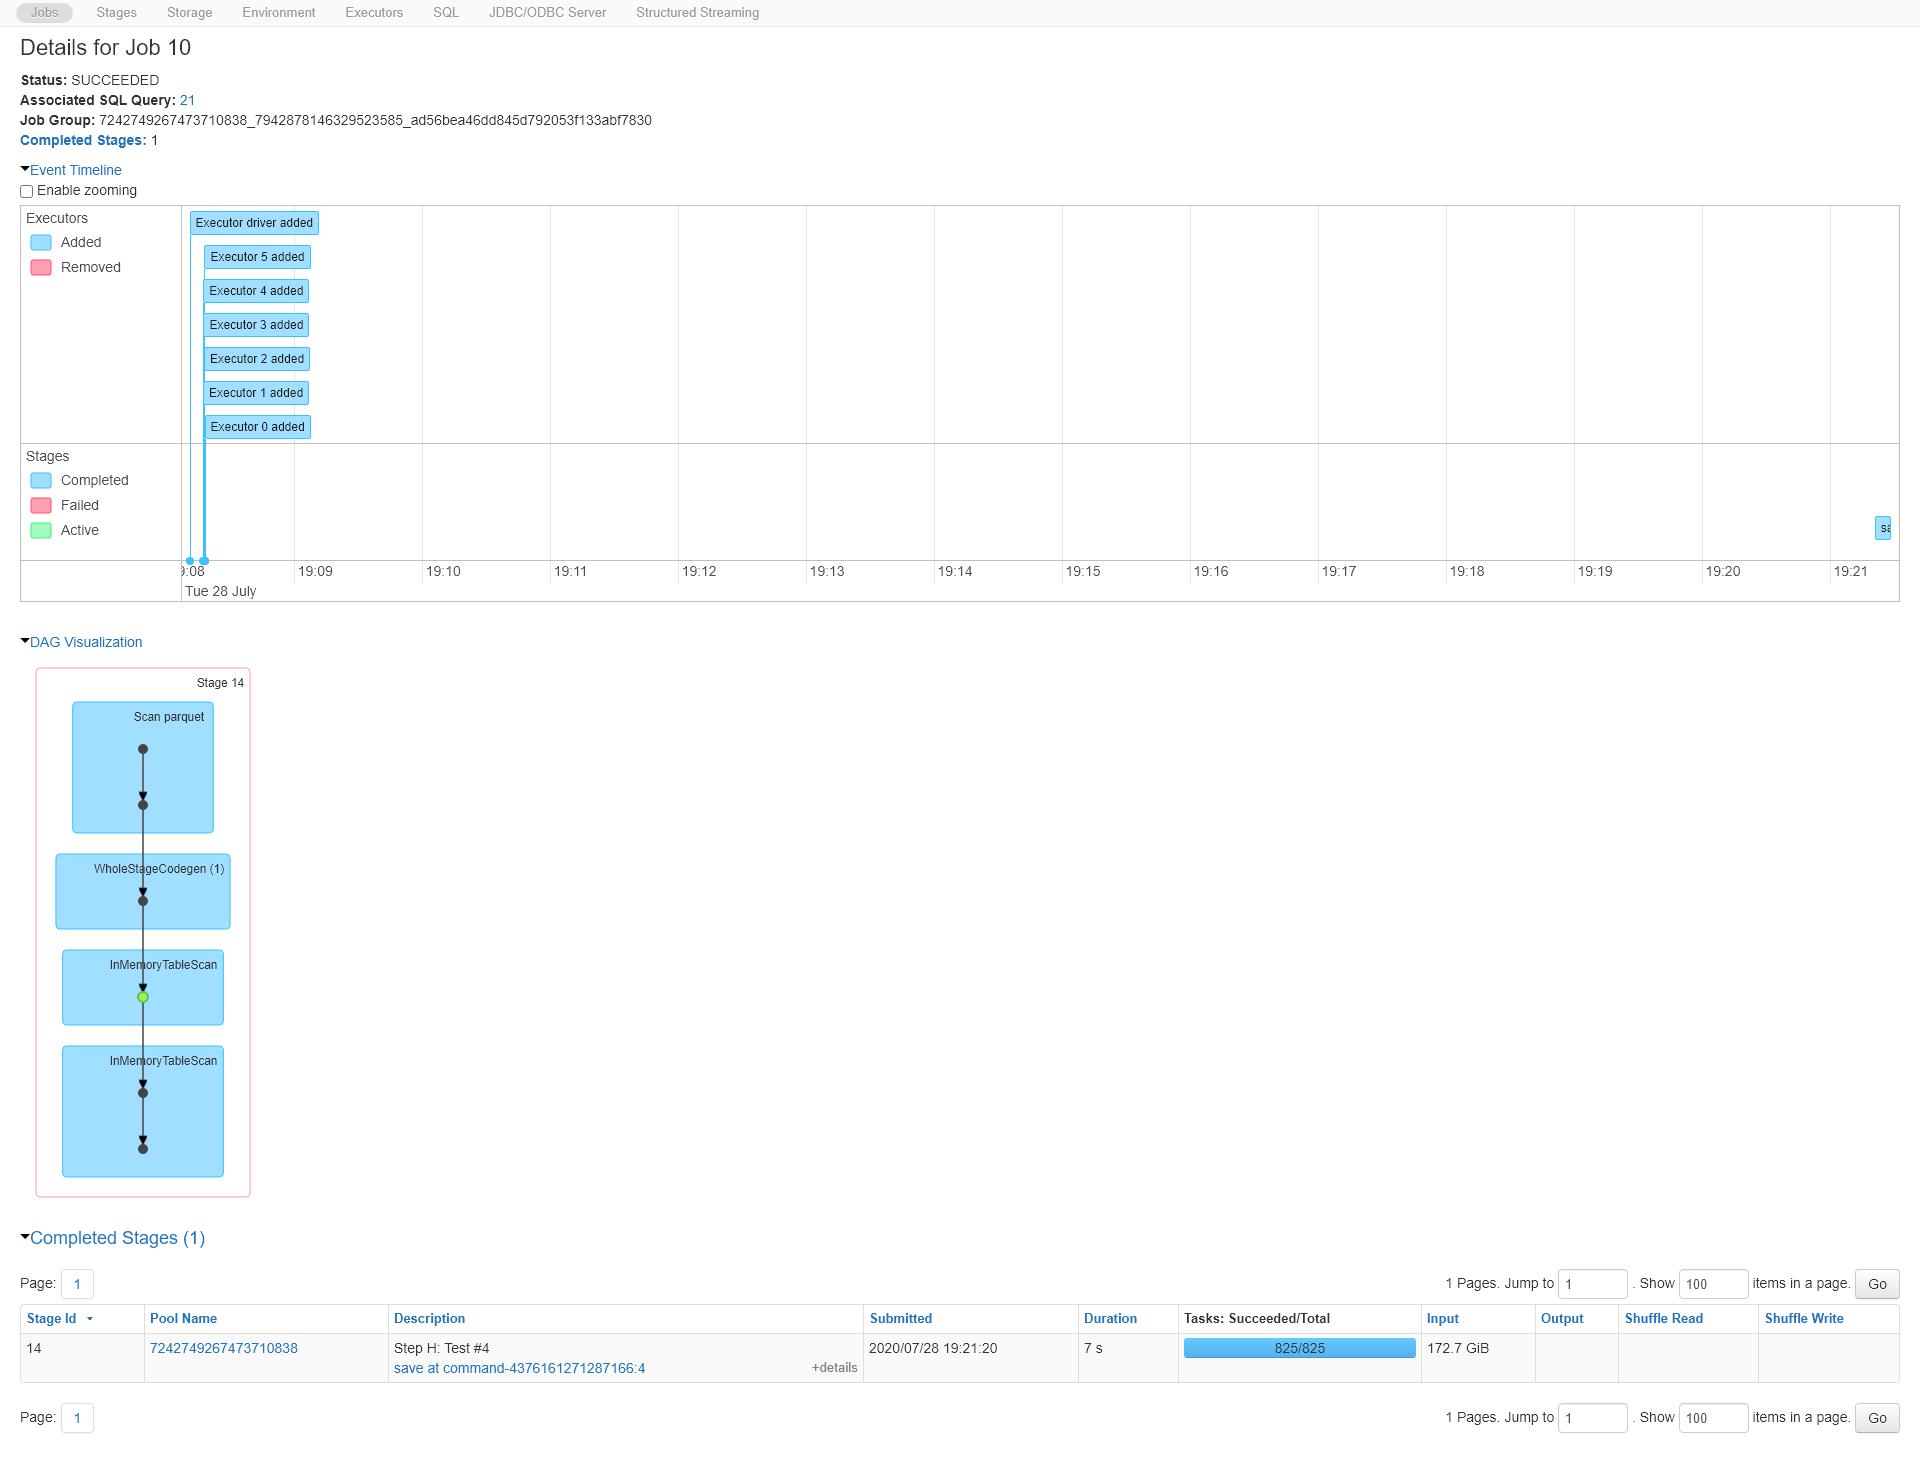 Jobs Stages Storage Environment Executors SQL JDBC/ODBC Server Structured Streaming
Details for Job 10
Status: SUCCEEDED
Associated SQL Query: 21
Job Group: 7242749267473710838_7942878146329523585_ad56bea46dd845d792053f133abf7830
Completed Stages: 1
Event Timeline
Enable zooming
Executors
Added
Removed
Executor driver added
Executor 5 added
Executor 4 added
Executor 3 added
Executor 2 added
Executor 1 added
Executor 0 added
Stages
Completed
Failed
Active
sa
9:08 19:09 19:10 19:11 19:12 19:13 19:14 19:15 19:16 19:17 19:18 19:19 19:20 19:21
Tue 28 July
DAG Visualization
Stage 14
Scan parquet
WholeStageCodegen (1)
InMemoryTableScan
InMemoryTableScan
Completed Stages (1)
Page: 1 1 Pages. Jump to 1 . Show 100 items in a page. Go
Stage Id Pool Name Description Submitted Duration Tasks: Succeeded/Total Input Output Shuffle Read Shuffle Write
14 7242749267473710838 Step H: Test #4 2020/07/28 19:21:20 7 s 825/825 172.7 GiB
save at command-4376161271287166:4 +details
Page: 1 1 Pages. Jump to 1 . Show 100 items in a page. Go